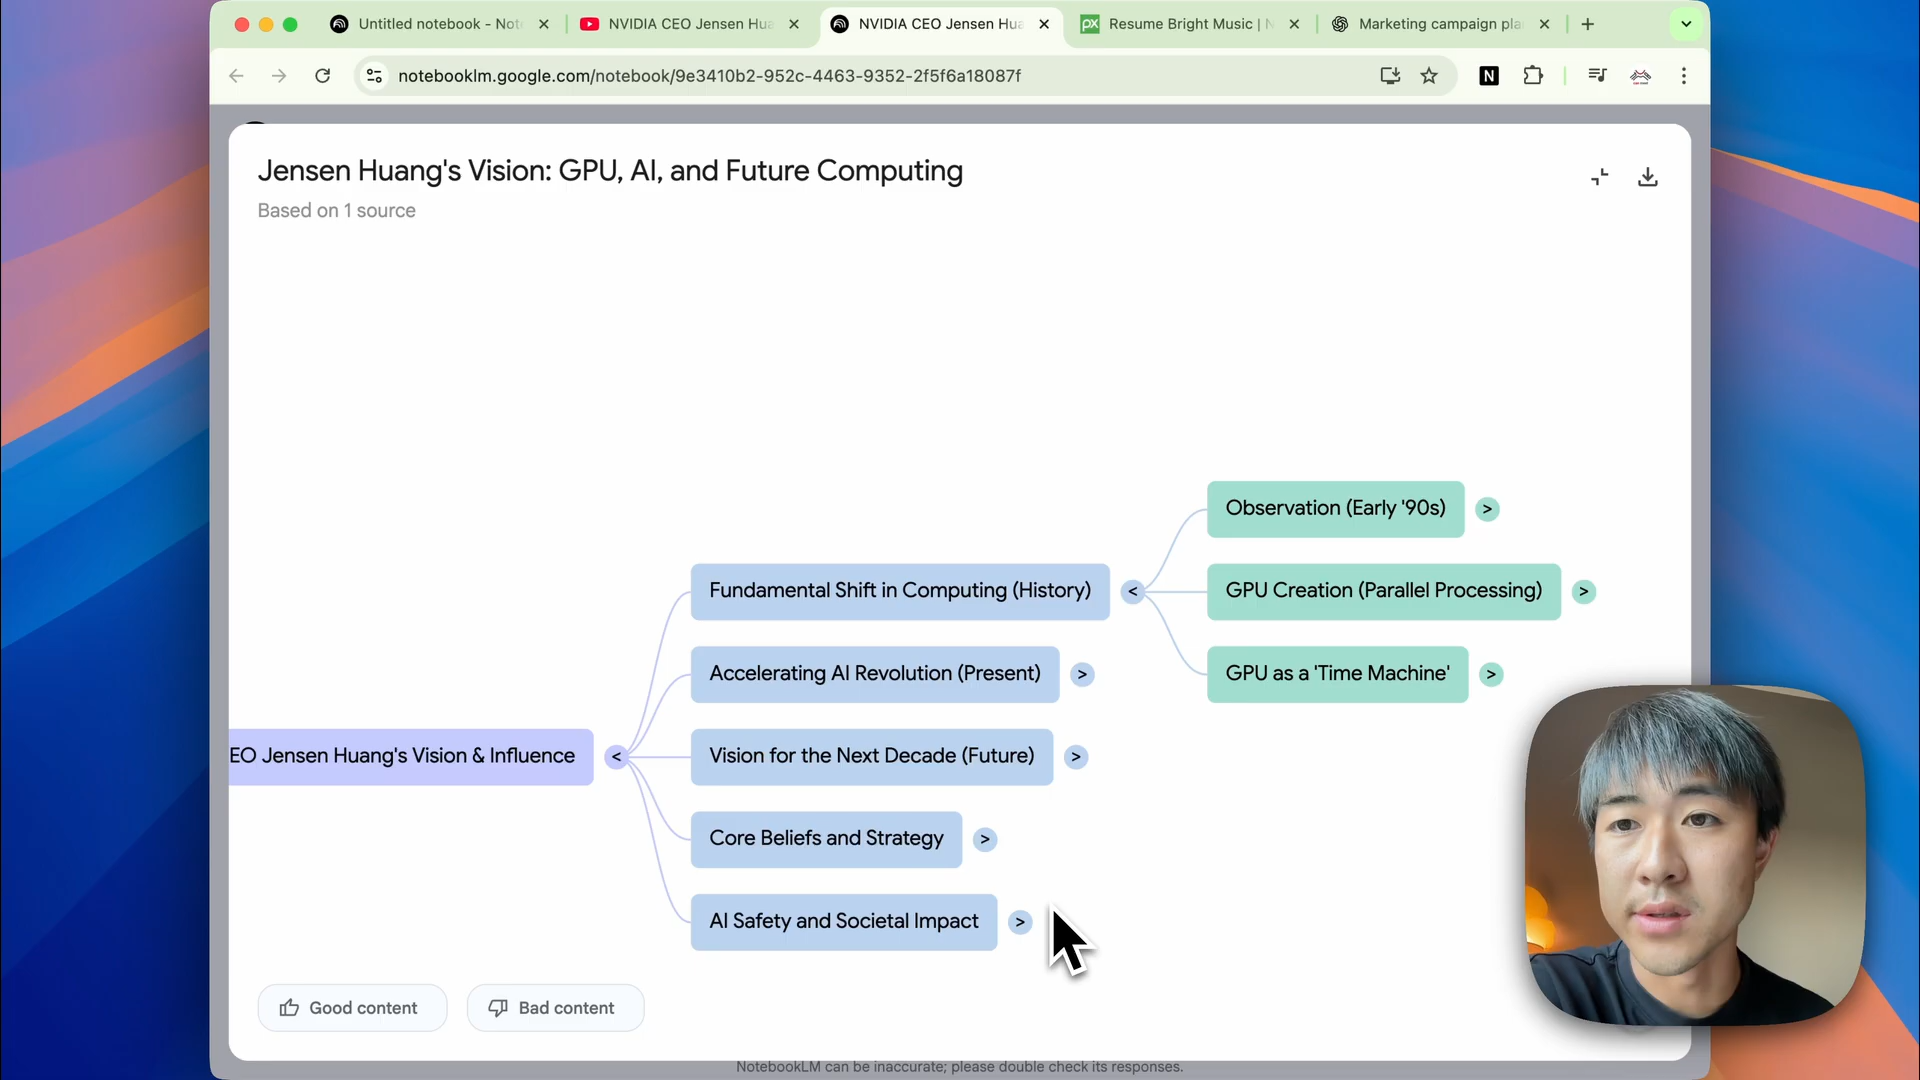 Untitled notebook - Not
NVIDIA CEO Jensen Hua
NVIDIA CEO Jensen Hua
px
Resume Bright Music | N
Marketing campaign pla
notebooklm.google.com/notebook/9e3410b2-952c-4463-9352-2f5f6a18087f
N
Jensen Huang's Vision: GPU, AI, and Future Computing
Based on 1 source
Observation (Early '90s) >
Fundamental Shift in Computing (History) <
GPU Creation (Parallel Processing) >
Accelerating AI Revolution (Present) >
GPU as a 'Time Machine' >
EO Jensen Huang's Vision & Influence <
Vision for the Next Decade (Future) >
Core Beliefs and Strategy >
AI Safety and Societal Impact >
Good content
Bad content
NotebookLM can be inaccurate; please double check its responses.